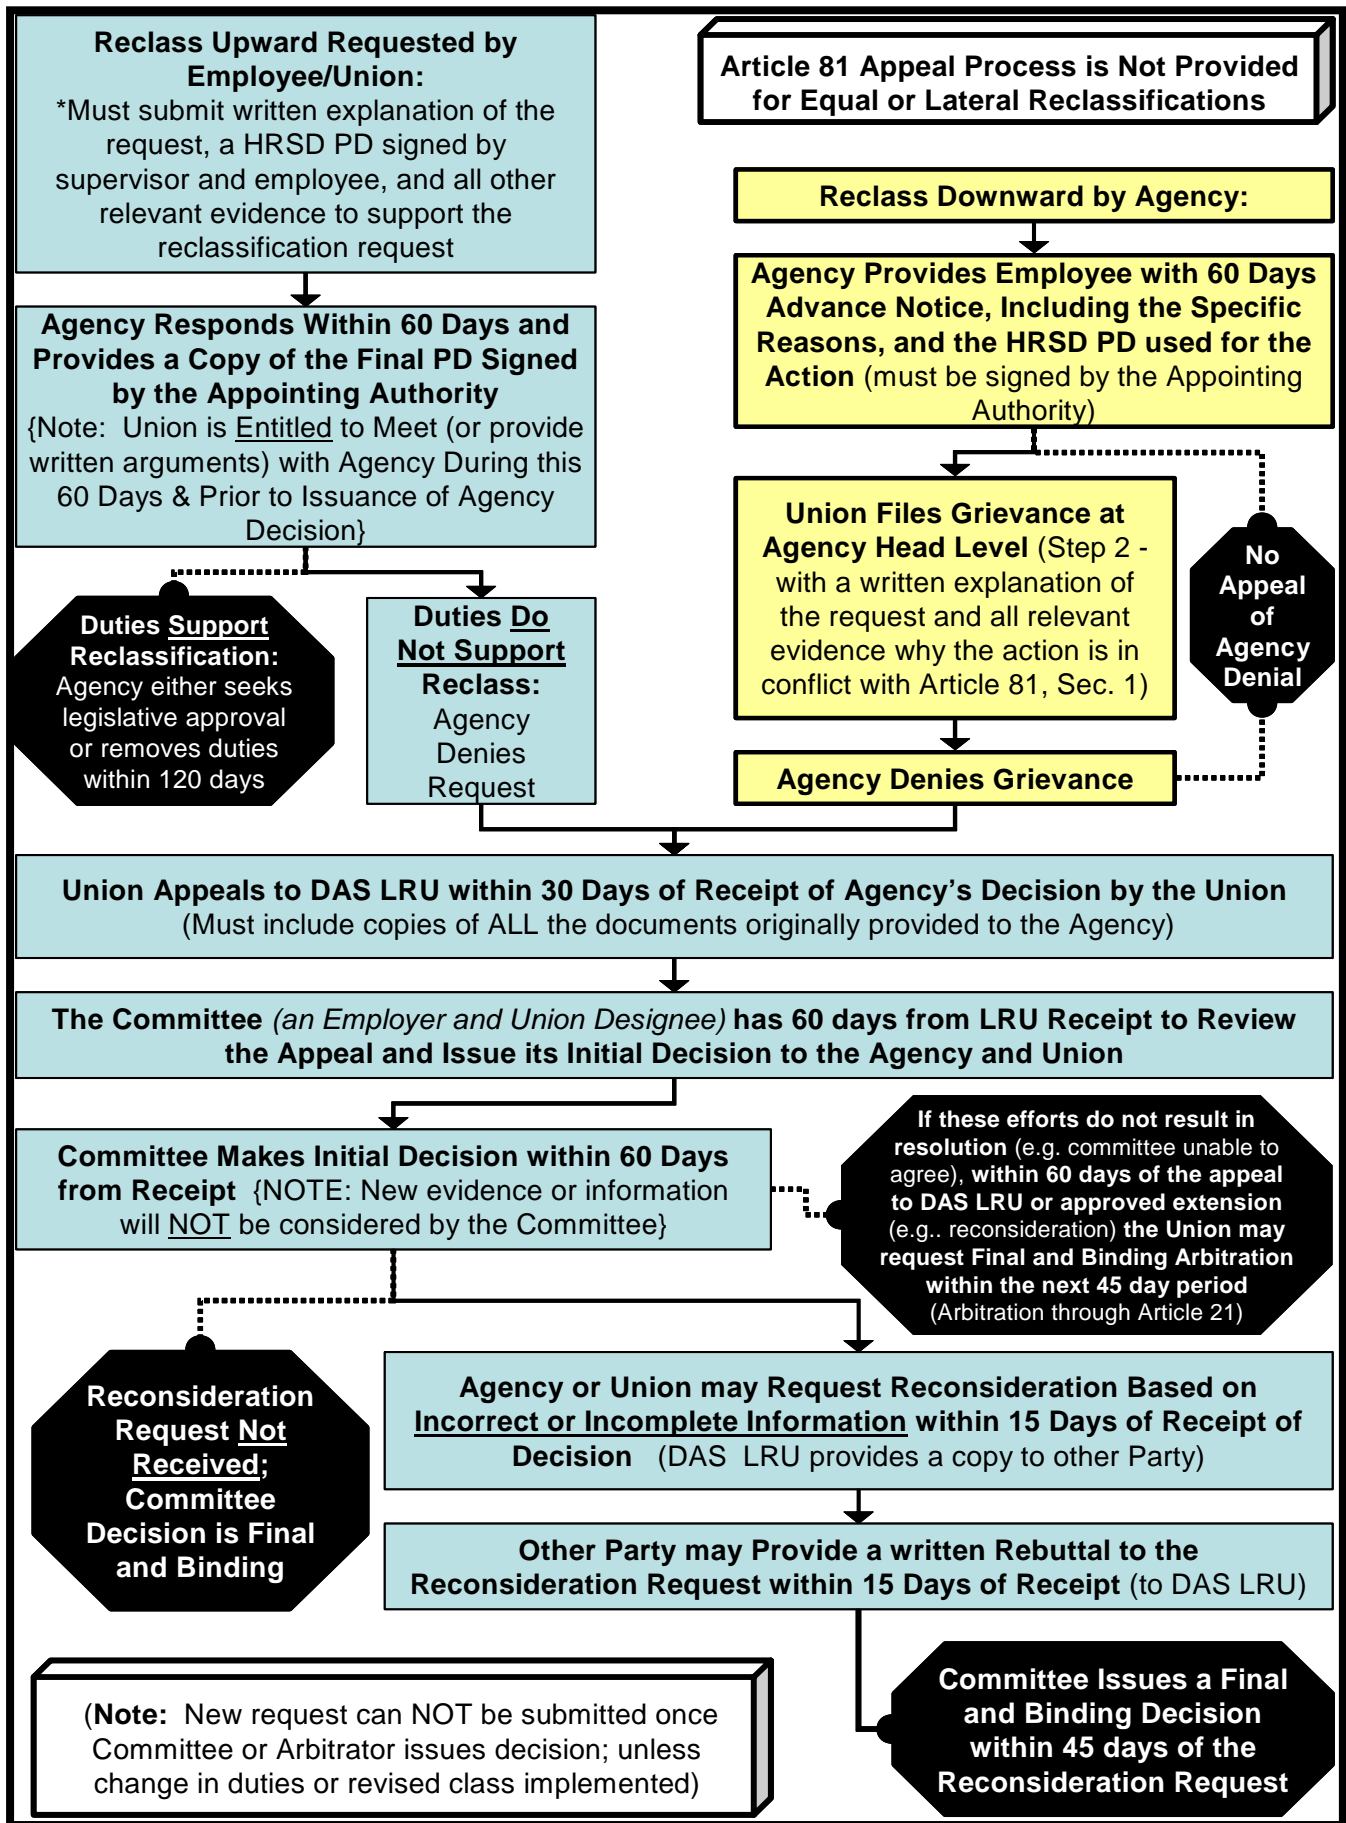 Reclass Upward Requested by
Employee/Union:
*Must submit written explanation of the
request, a HRSD PD signed by
supervisor and employee, and all other
relevant evidence to support the
reclassification request
Article 81 Appeal Process is Not Provided
for Equal or Lateral Reclassifications
Reclass Downward by Agency:
Agency Provides Employee with 60 Days
Advance Notice, Including the Specific
Reasons, and the HRSD PD used for the
Action (must be signed by the Appointing
Authority)
Agency Responds Within 60 Days and
Provides a Copy of the Final PD Signed
by the Appointing Authority
{Note:  Union is Entitled to Meet (or provide
written arguments) with Agency During this
60 Days & Prior to Issuance of Agency
Decision}
Union Files Grievance at
Agency Head Level (Step 2 -
with a written explanation of
the request and all relevant
evidence why the action is in
conflict with Article 81, Sec. 1)
No
Appeal
of
Agency
Denial
Duties Support
Reclassification:
Agency either seeks
legislative approval
or removes duties
within 120 days
Duties Do
Not Support
Reclass:
Agency
Denies
Request
Agency Denies Grievance
Union Appeals to DAS LRU within 30 Days of Receipt of Agency’s Decision by the Union
(Must include copies of ALL the documents originally provided to the Agency)
The Committee (an Employer and Union Designee) has 60 days from LRU Receipt to Review
the Appeal and Issue its Initial Decision to the Agency and Union
Committee Makes Initial Decision within 60 Days
from Receipt  {NOTE: New evidence or information
will NOT be considered by the Committee}
If these efforts do not result in
resolution (e.g. committee unable to
agree), within 60 days of the appeal
to DAS LRU or approved extension
(e.g.. reconsideration) the Union may
request Final and Binding Arbitration
within the next 45 day period
(Arbitration through Article 21)
Reconsideration
Request Not
Received;
Committee
Decision is Final
and Binding
Agency or Union may Request Reconsideration Based on
Incorrect or Incomplete Information within 15 Days of Receipt of
Decision   (DAS  LRU provides a copy to other Party)
Other Party may Provide a written Rebuttal to the
Reconsideration Request within 15 Days of Receipt (to DAS LRU)
Committee Issues a Final
and Binding Decision
within 45 days of the
Reconsideration Request
(Note:  New request can NOT be submitted once
Committee or Arbitrator issues decision; unless
change in duties or revised class implemented)